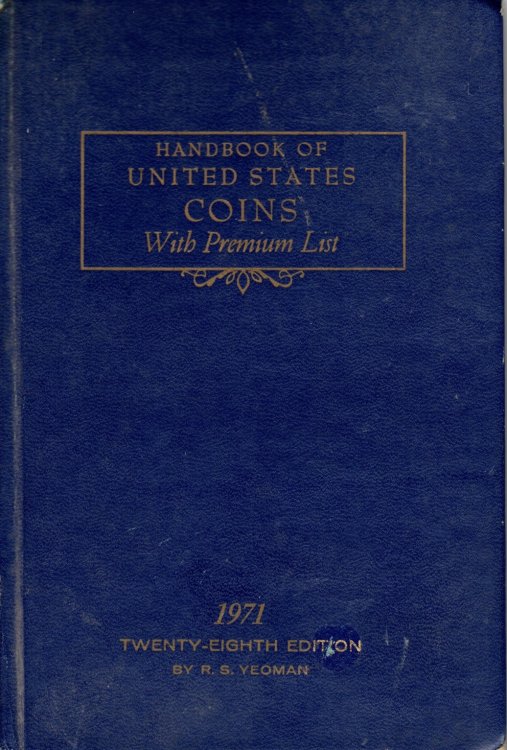 HANDBOOK OF
UNITED STATES
COINS
With Premium List
1971
TWENTY-EIGHTH EDITION
BY R. S. YEOMAN